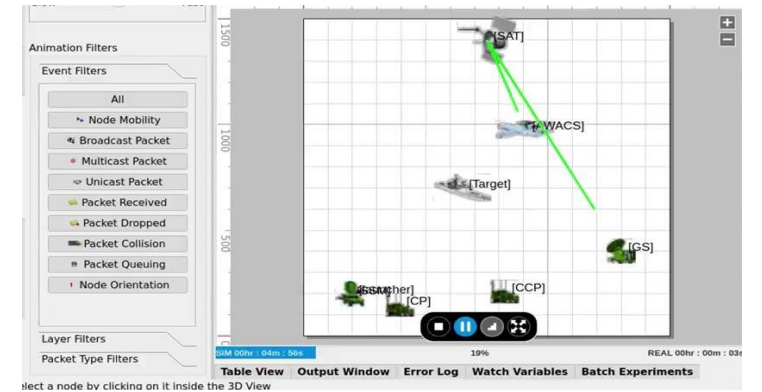 Animation Filters
Event Filters
All
Node Mobility
Broadcast Packet
Multicast Packet
Unicast Packet
Packet Received
Packet Dropped
Packet Collision
Packet Queuing
Node Orientation
Layer Filters
Packet Type Filters
1500
1000
500
[SAT]
[AWACS]
[Target]
[GS]
[CCP]
[CP]
SIM 00hr : 04m : 56s
19%
REAL 00hr : 00m : 03s
Table View
Output Window
Error Log
Watch Variables
Batch Experiments
elect a node by clicking on it inside the 3D View